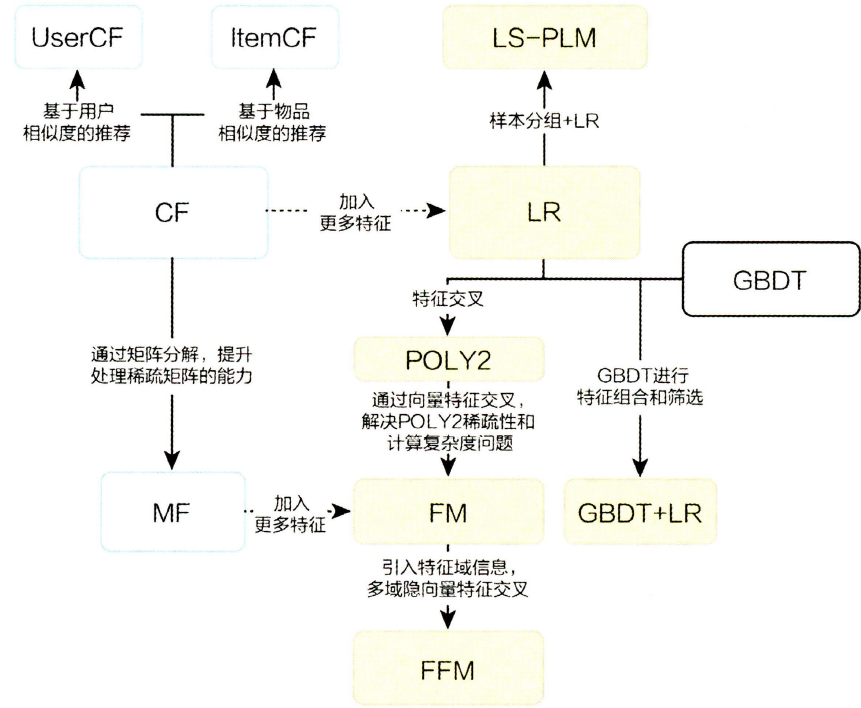 UserCF
ItemCF
LS-PLM
基于用户
相似度的推荐
基于物品
相似度的推荐
样本分组+LR
CF
加入
更多特征
LR
GBDT
特征交叉
通过矩阵分解，提升
处理稀疏矩阵的能力
POLY2
GBDT进行
特征组合和筛选
通过向量特征交叉，
解决POLY2稀疏性和
计算复杂度问题
MF
加入
更多特征
FM
GBDT+LR
引入特征域信息，
多域隐向量特征交叉
FFM